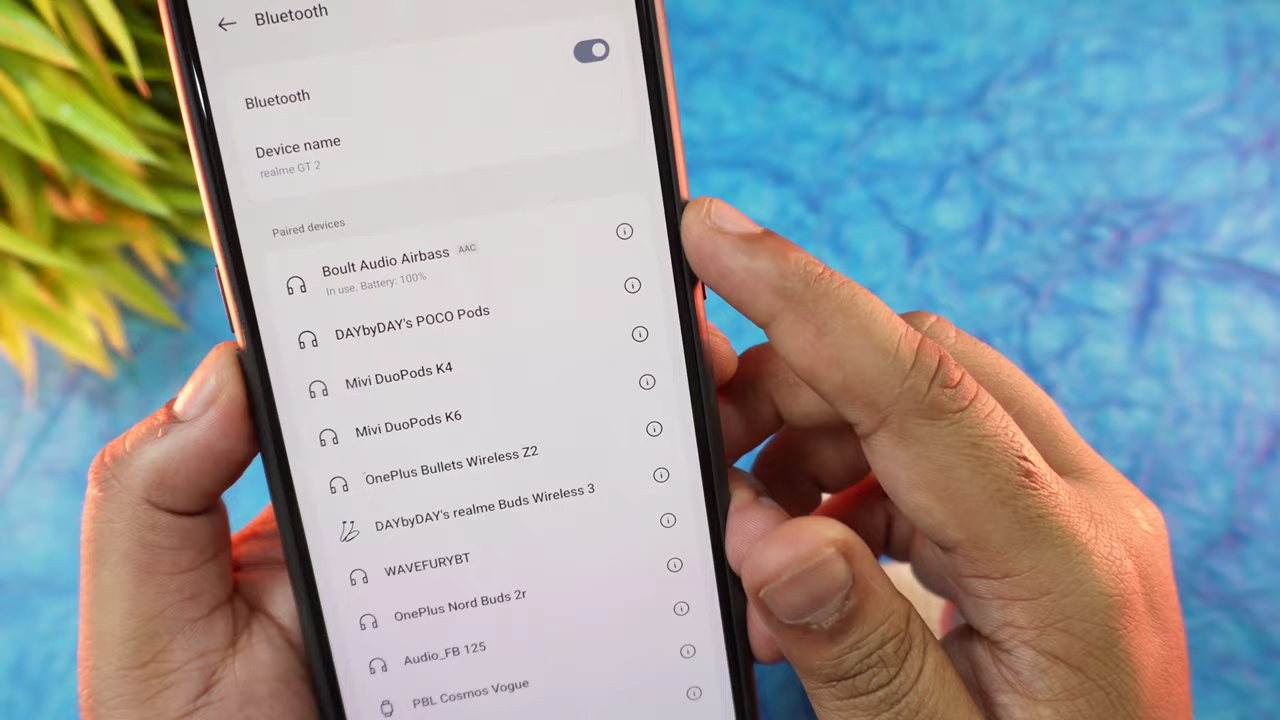 Bluetooth
Bluetooth
Device name
realme GT 2
Paired devices
Boult Audio Airbass AAC
In use. Battery: 100%
DAYbyDAY's POCO Pods
Mivi DuoPods K4
Mivi DuoPods K6
OnePlus Bullets Wireless Z2
DAYbyDAY's realme Buds Wireless 3
WAVEFURYBT
OnePlus Nord Buds 2r
Audio_FB 125
PBL Cosmos Vogue